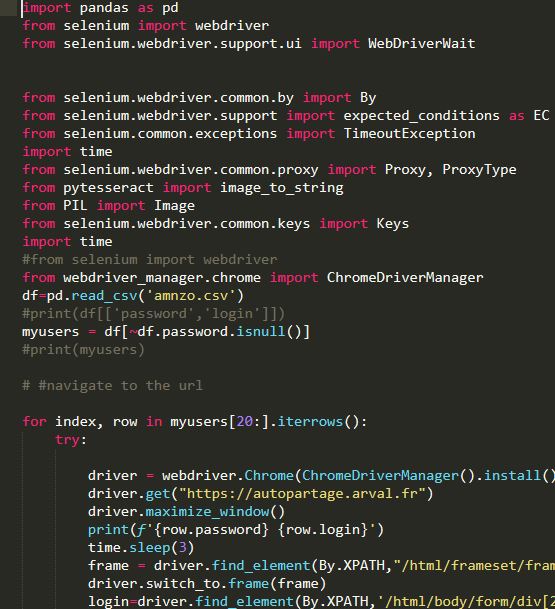 import pandas as pd
from selenium import webdriver
from selenium.webdriver.support.ui import WebDriverWait
from selenium.webdriver.common.by import By
from selenium.webdriver.support import expected_conditions as EC
from selenium.common.exceptions import TimeoutException
import time
from selenium.webdriver.common.proxy import Proxy, ProxyType
from pytesseract import image_to_string
from PIL import Image
from selenium.webdriver.common.keys import Keys
import time
#from selenium import webdriver
from webdriver_manager.chrome import ChromeDriverManager
df=pd.read_csv('amnzo.csv')
#print(df[['password','login']])
myusers = df[~df.password.isnull()]
#print(myusers)
# #navigate to the url
for index, row in myusers[20:].iterrows():
try:
driver = webdriver.Chrome(ChromeDriverManager().install()
driver.get("https://autopartage.arval.fr")
driver.maximize_window()
print(f'{row.password} {row.login}')
time.sleep(3)
frame = driver.find_element(By.XPATH,"/html/frameset/fram
driver.switch_to.frame(frame)
login=driver.find_element(By.XPATH,'/html/body/form/div[2